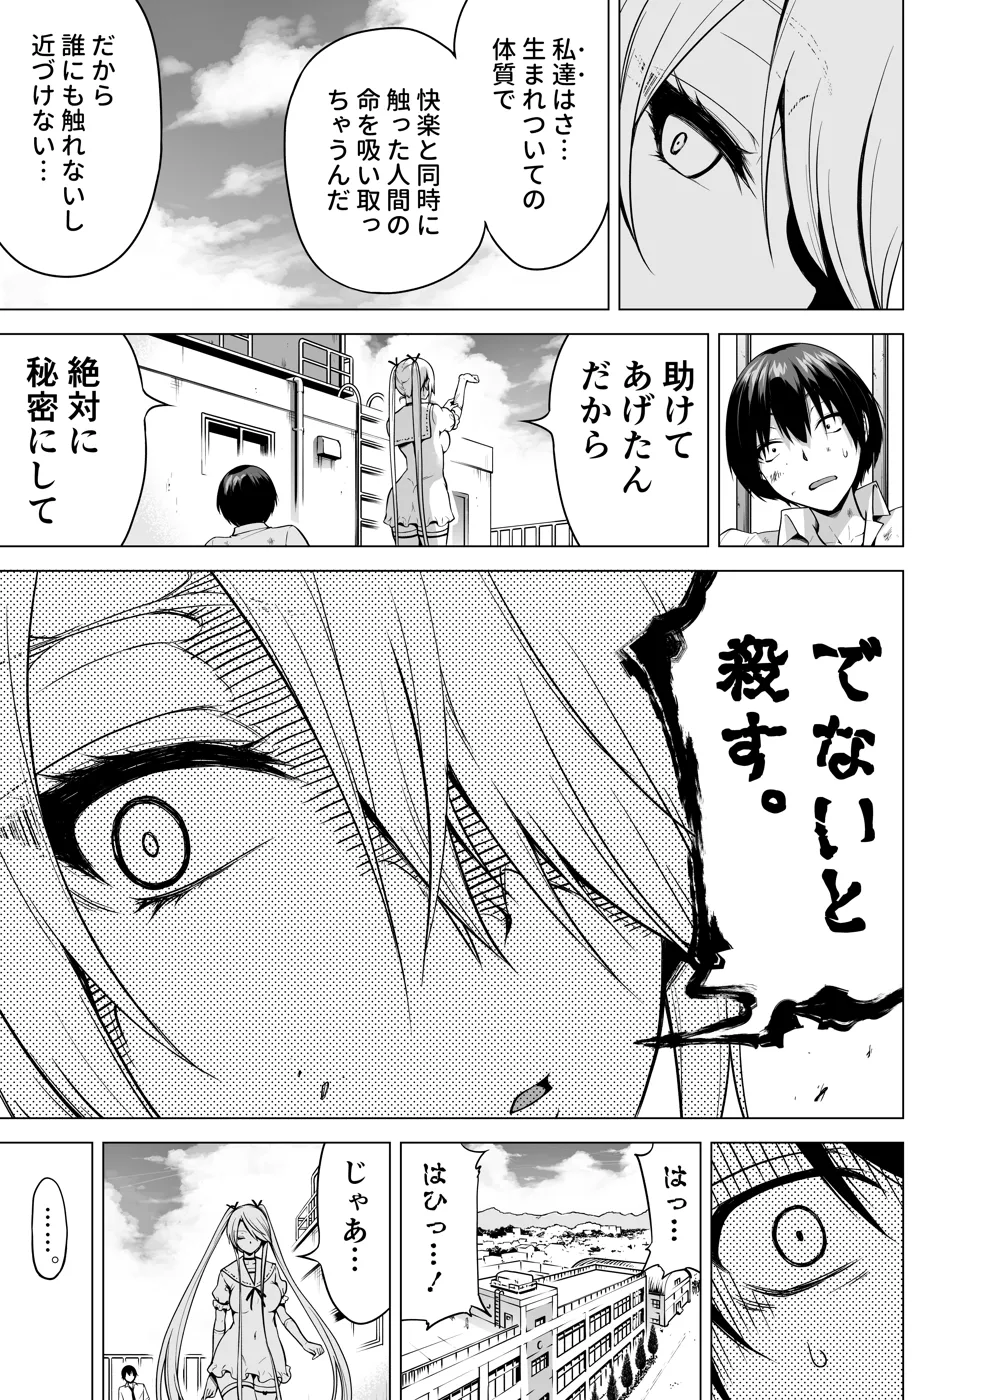 私達はさ…
生まれついての
体質で
快楽と同時に
触った人間の
命を吸い取っ
ちゃうんだ
だから
誰にも触れないし
近づけない…
助けて
あげたん
だから
絶対に
秘密にして
でないと
殺す。
はっ…
はひっ…!
じゃあ…
……。